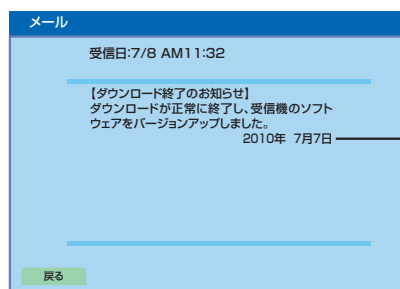 メール
受信日:7/8 AM11:32
【ダウンロード終了のお知らせ】
ダウンロードが正常に終了し、受信機のソフト
ウェアをバージョンアップしました。
2010年 7月7日
戻る